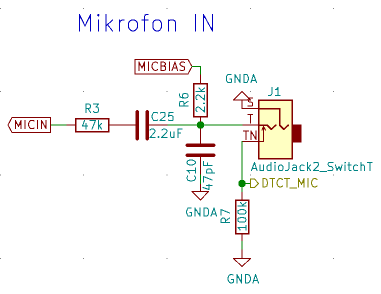 Mikrofon IN
MICBIAS
GNDA
J1
R6
2.2k
S
R3
C25
T
MICIN
47k
2.2uF
TN
C10
47pF
AudioJack2_SwitchT
DTCT_MIC
GNDA
R7
100k
GNDA